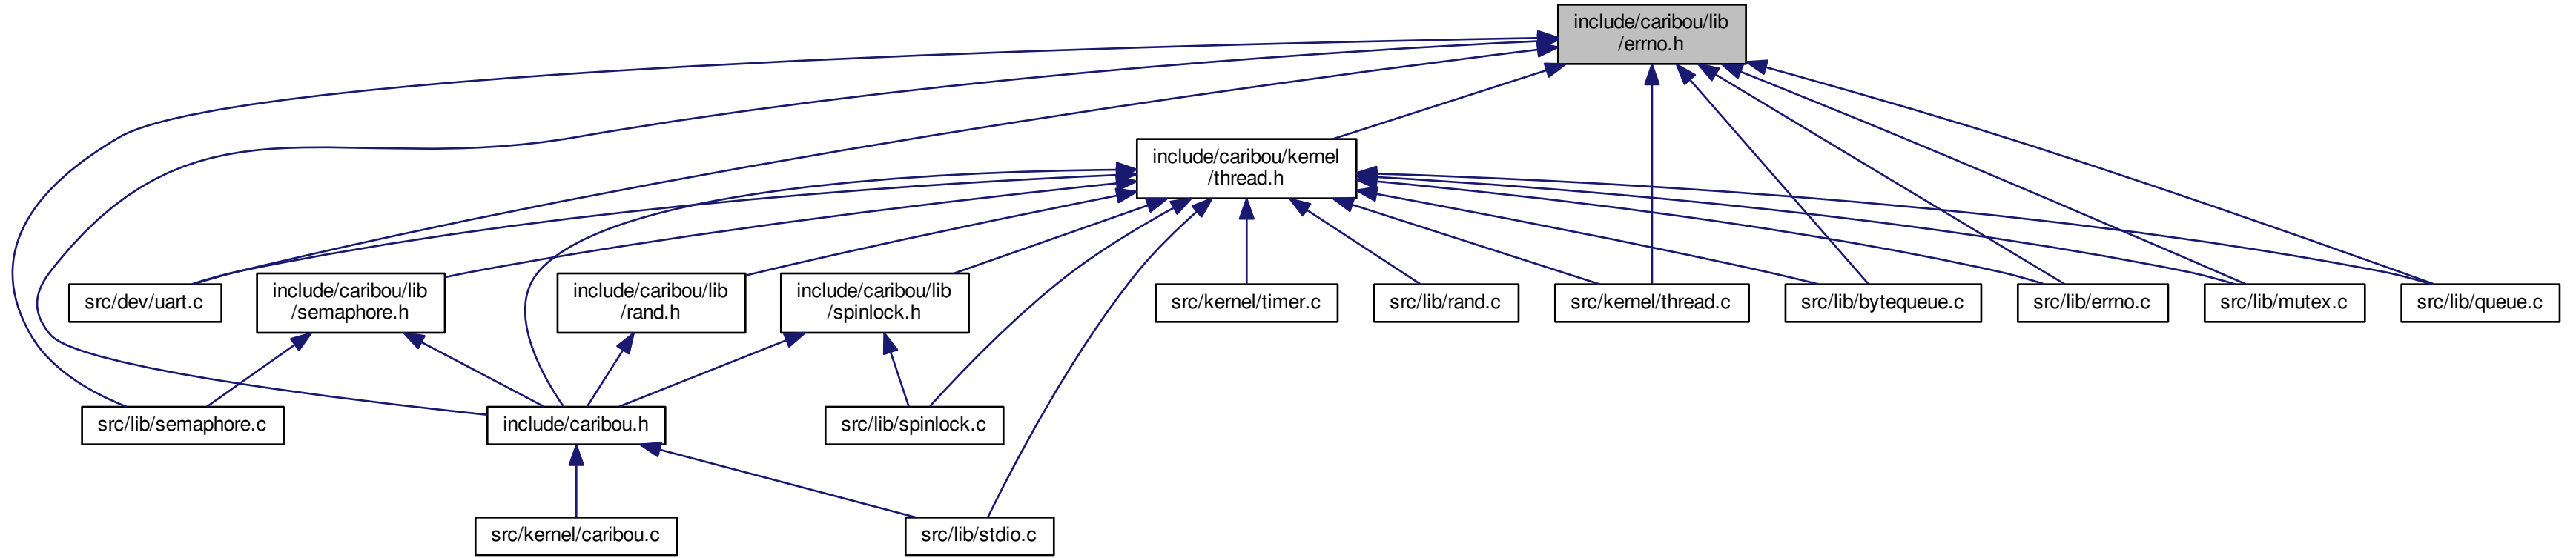 include/caribou/lib
/errno.h
include/caribou/kernel
/thread.h
src/dev/uart.c
include/caribou/lib
/semaphore.h
include/caribou/lib
/rand.h
include/caribou/lib
/spinlock.h
src/kernel/timer.c
src/lib/rand.c
src/kernel/thread.c
src/lib/bytequeue.c
src/lib/errno.c
src/lib/mutex.c
src/lib/queue.c
src/lib/semaphore.c
include/caribou.h
src/lib/spinlock.c
src/kernel/caribou.c
src/lib/stdio.c